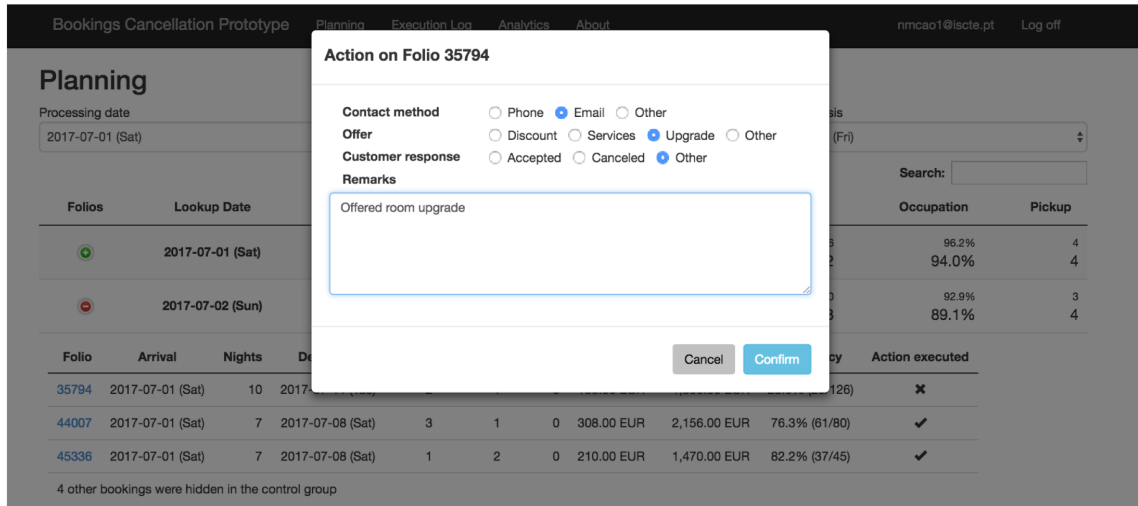 Bookings Cancellation Prototype Planning Execution Log Analytics About nmcao1@iscte.pt Log off
Action on Folio 35794
Planning
Processing date
2017-07-01 (Sat) (Fri)
Contact method Phone Email Other
Offer Discount Services Upgrade Other
Customer response Accepted Canceled Other
Remarks
Offered room upgrade
Search:
Folios Lookup Date Occupation Pickup
2017-07-01 (Sat) 96.2% 4
94.0% 4
2017-07-02 (Sun) 92.9% 3
89.1% 4
Cancel Confirm
Folio Arrival Nights Action executed
35794 2017-07-01 (Sat) 10
44007 2017-07-01 (Sat) 7 2017-07-08 (Sat) 3 1 0 308.00 EUR 2,156.00 EUR 76.3% (61/80)
45336 2017-07-01 (Sat) 7 2017-07-08 (Sat) 1 2 0 210.00 EUR 1,470.00 EUR 82.2% (37/45)
4 other bookings were hidden in the control group